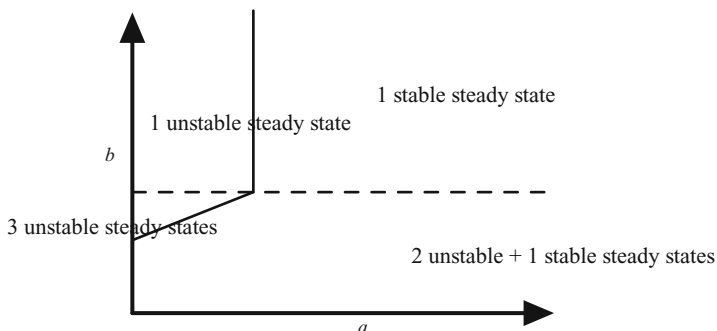 1 stable steady state
1 unstable steady state
b
3 unstable steady states
2 unstable + 1 stable steady states
a